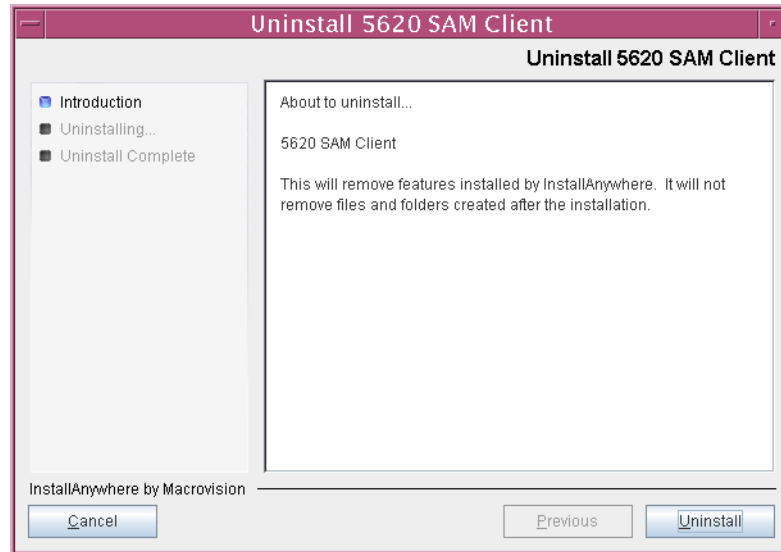 Uninstall 5620 SAM Client
Uninstall 5620 SAM Client
Introduction
Uninstalling...
Uninstall Complete
About to uninstall...
5620 SAM Client
This will remove features installed by InstallAnywhere. It will not
remove files and folders created after the installation.
InstallAnywhere by Macrovision
Cancel
Previous
Uninstall